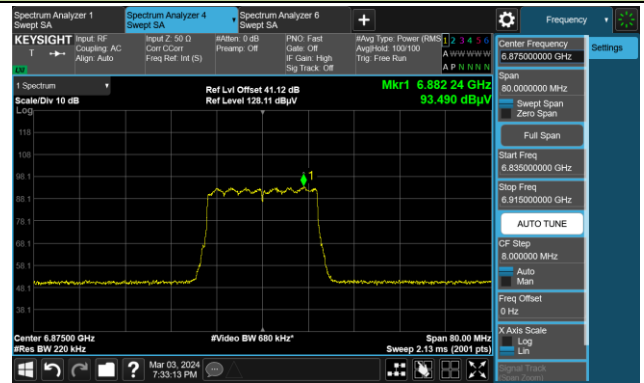 Spectrum Analyzer 1
Swept SA
Spectrum Analyzer 4
Swept SA
Spectrum Analyzer 6
Swept SA
+
Frequency
KEYSIGHT
T
Input: RF
Coupling: AC
Align: Auto
Input Z: 50 Ω
Corr CCorr
Freq Ref: Int (S)
#Atten: 0 dB
Preamp: Off
PNO: Fast
Gate: Off
IF Gain: High
Sig Track: Off
#Avg Type: Power (RMS
Avg|Hold: 100/100
Trig: Free Run
1 2 3 4 5 6
A W W W W W
A P N N N N
LW
1 Spectrum
Scale/Div 10 dB
Ref Lvl Offset 41.12 dB
Ref Level 128.11 dBµV
Mkr1 6.882 24 GHz
93.490 dBµV
Log
118
108
98.1
88.1
78.1
68.1
58.1
48.1
38.1
1
Center 6.87500 GHz
#Res BW 220 kHz
#Video BW 680 kHz*
Span 80.00 MHz
Sweep 2.13 ms (2001 pts)
Center Frequency
6.875000000 GHz
Settings
Span
80.0000000 MHz
Swept Span
Zero Span
Full Span
Start Freq
6.835000000 GHz
Stop Freq
6.915000000 GHz
AUTO TUNE
CF Step
8.000000 MHz
Auto
Man
Freq Offset
0 Hz
X Axis Scale
Log
Lin
Signal Track
(Span Zoom)
?
Mar 03, 2024
7:33:13 PM